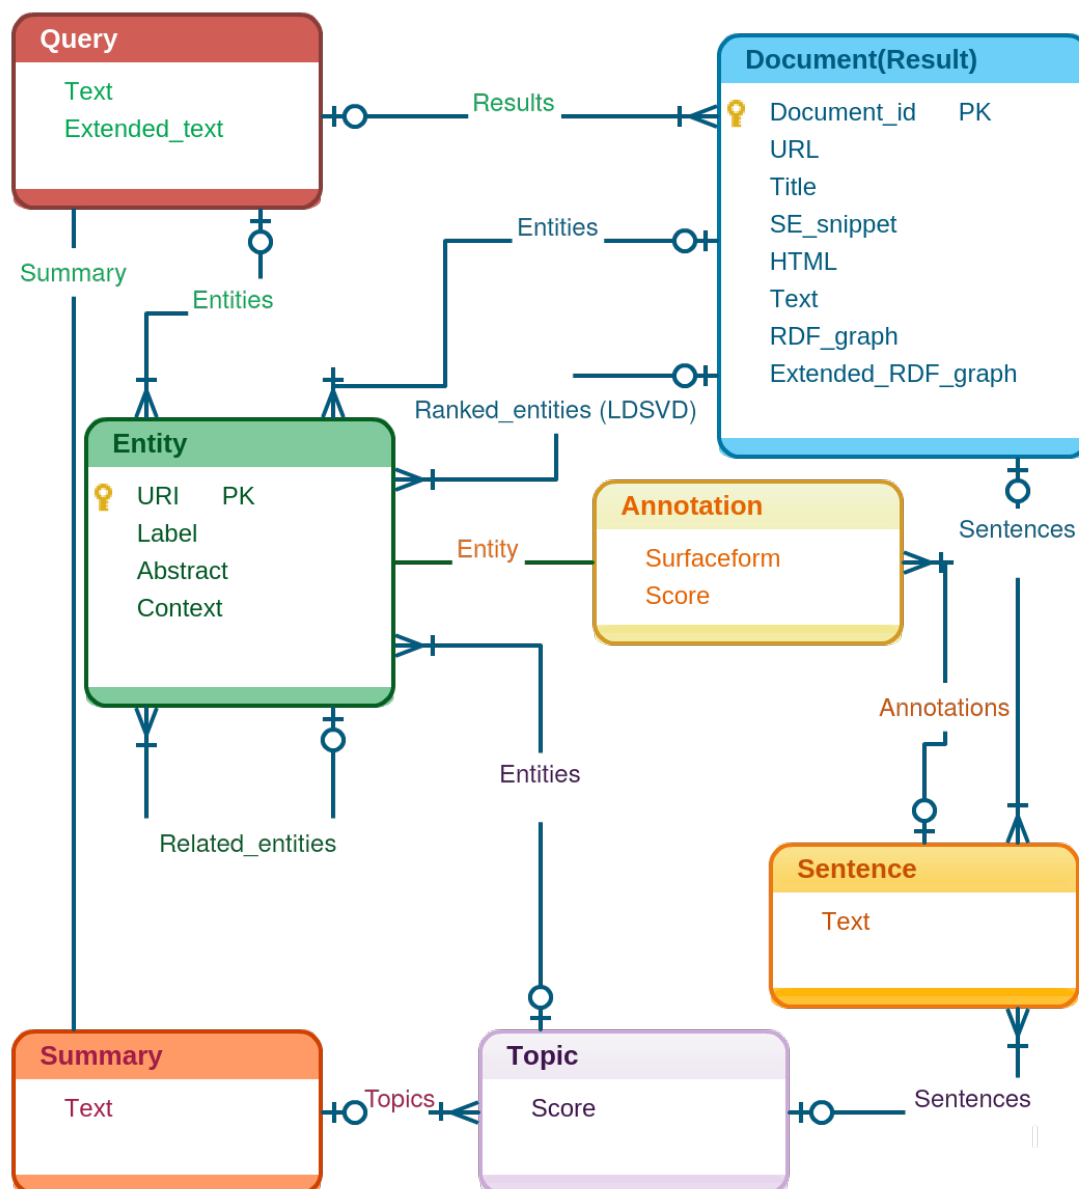 Query
Text
Extended_text
Results
Document(Result)
Document_id PK
URL
Title
SE_snippet
HTML
Text
RDF_graph
Extended_RDF_graph
Summary
Entities
Entities
Ranked_entities (LDSVD)
Entity
URI PK
Label
Abstract
Context
Entity
Annotation
Surfaceform
Score
Sentences
Annotations
Entities
Related_entities
Sentence
Text
Summary
Text
Topics
Topic
Score
Sentences